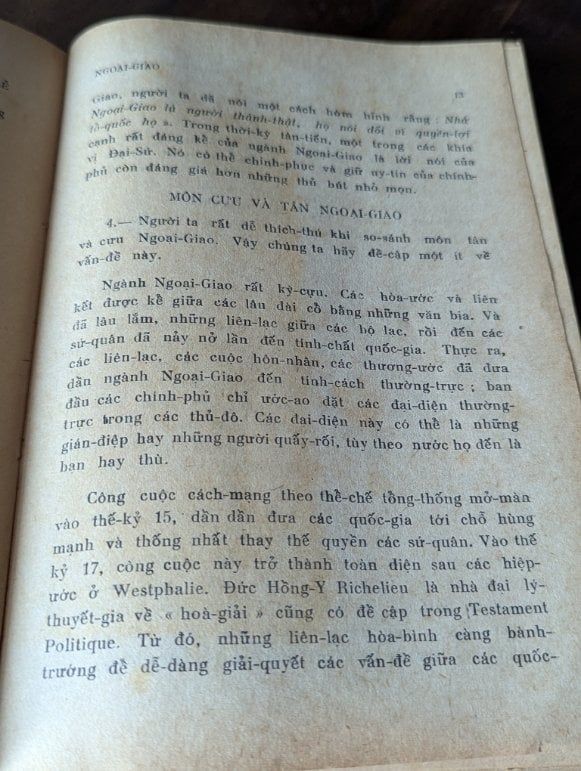 NGOẠI-GIAO
13
Giao, người ta đã nói một cách hóm hỉnh rằng : Nhà
Ngoại-Giao là người thành-thật, họ nói dối vì quyền-lợi
tổ-quốc họ ». Trong thời-kỳ tân-tiến, một trong các khía
cạnh rất đáng kể của ngành Ngoại-Giao là lời nói của
vị Đại-Sứ. Nó có thể chinh-phục và giữ uy-tín của chính-
phủ còn đáng giá hơn những thủ bút nhỏ mọn.
MÔN CỰU VÀ TÂN NGOẠI-GIAO
4.— Người ta rất dễ thích-thú khi so-sánh môn tân
và cựu Ngoại-Giao. Vậy chúng ta hãy đề-cập một ít về
vấn-đề này.
Ngành Ngoại-Giao rất kỳ-cựu. Các hòa-ước và liên
kết được kể giữa các lâu dài cổ bằng những văn bia. Và
đã lâu lắm, những liên-lạc giữa các bộ lạc, rồi đến các
sứ-quân đã nảy nở lần đến tính-chất quốc-gia. Thực ra,
các liên-lạc, các cuộc hôn-nhân, các thương-ước đã đưa
dần ngành Ngoại-Giao đến tính-cách thường-trực ; ban
đầu các chính-phủ chỉ ước-ao đặt các đại-diện thường-
trực trong các thủ-đô. Các đại-diện này có thể là những
gián-điệp hay những người quấy-rối, tùy theo nước họ đến là
bạn hay thù.
Công cuộc cách-mạng theo thể-chế tổng-thống mở-màn
vào thế-kỷ 15, dần dần đưa các quốc-gia tới chỗ hùng
mạnh và thống nhất thay thế quyền các sứ-quân. Vào thế
kỷ 17, công cuộc này trở thành toàn diện sau các hiệp-
ước ở Westphalie. Đức Hồng-Y Richelieu là nhà đại lý-
thuyết-gia về « hoà-giải » cũng có đề cập trong Testament
Politique. Từ đó, những liên-lạc hòa-bình càng bành-
trướng để dễ-dàng giải-quyết các vấn-đề giữa các quốc-